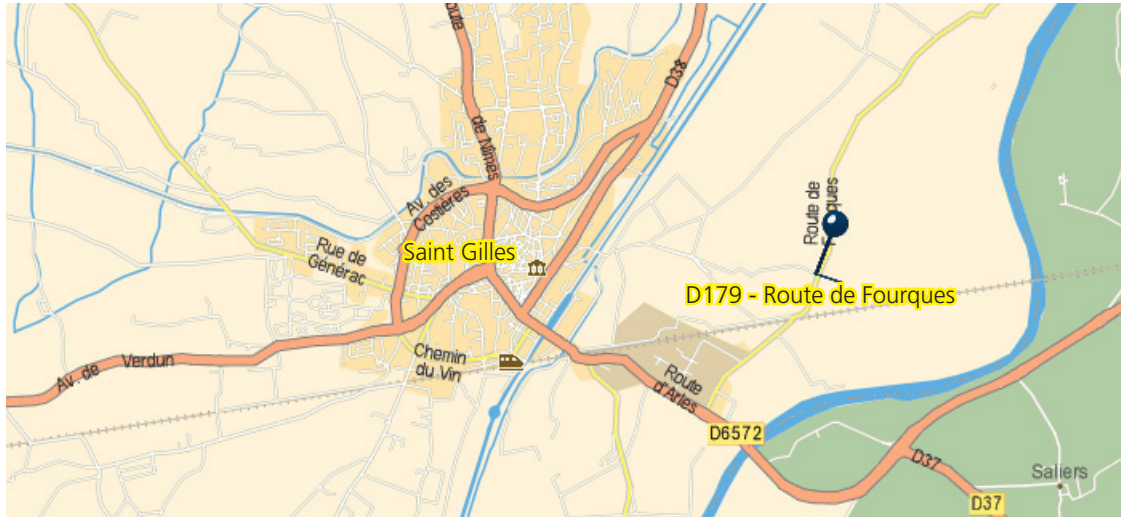 Route
de Nîmes
D38
Av. des
Costières
Rue de
Générac
Saint Gilles
Route de
Fourques
D179 - Route de Fourques
Av. de Verdun
Chemin
du Vin
Route
d'Arles
D6572
D37
Saliers
D37